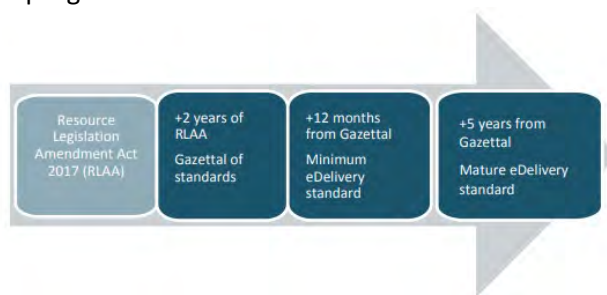 Resource
Legislation
Amendment Act
2017 (RLAA)
+2 years of
RLAA
Gazettal of
standards
+12 months
from Gazettal
Minimum
eDelivery
standard
+5 years from
Gazettal
Mature eDelivery
standard